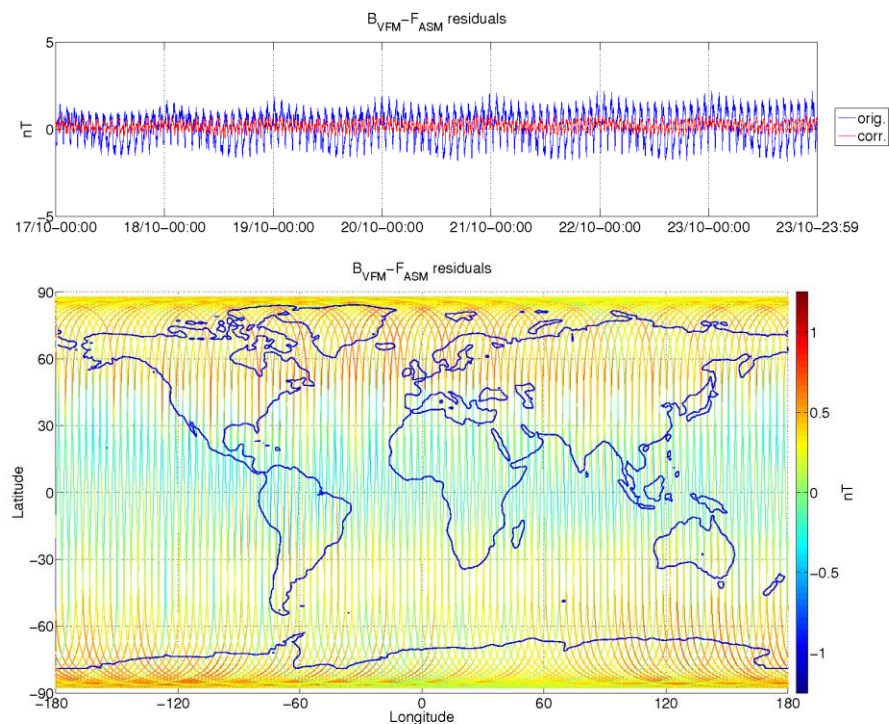 B_VFM−F_ASM residuals
5
0
−5
nT
17/10−00:00 18/10−00:00 19/10−00:00 20/10−00:00 21/10−00:00 22/10−00:00 23/10−00:00 23/10−23:59
orig.
corr.
B_VFM−F_ASM residuals
90
60
30
0
−30
−60
−90
Latitude
−180 −120 −60 0 60 120 180
Longitude
1
0.5
0
−0.5
−1
nT